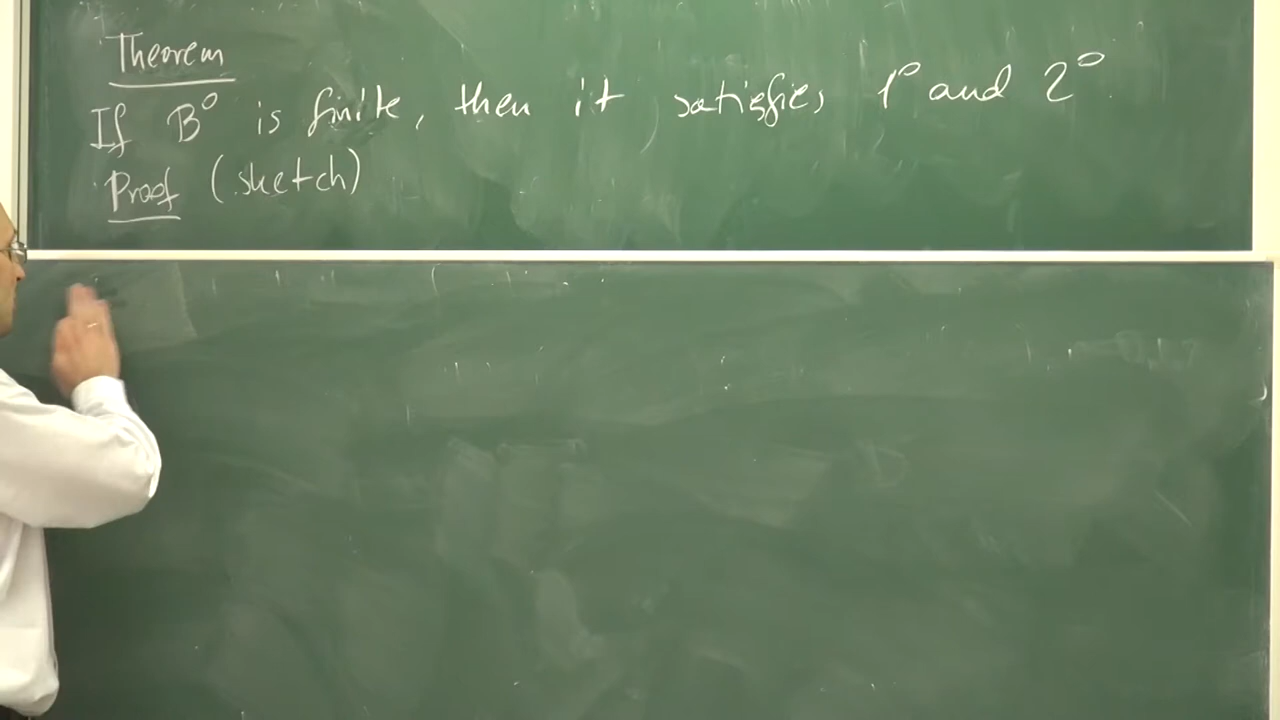 Theorem
If B° is finite, then it satisfies 1° and 2°.
Proof (sketch)